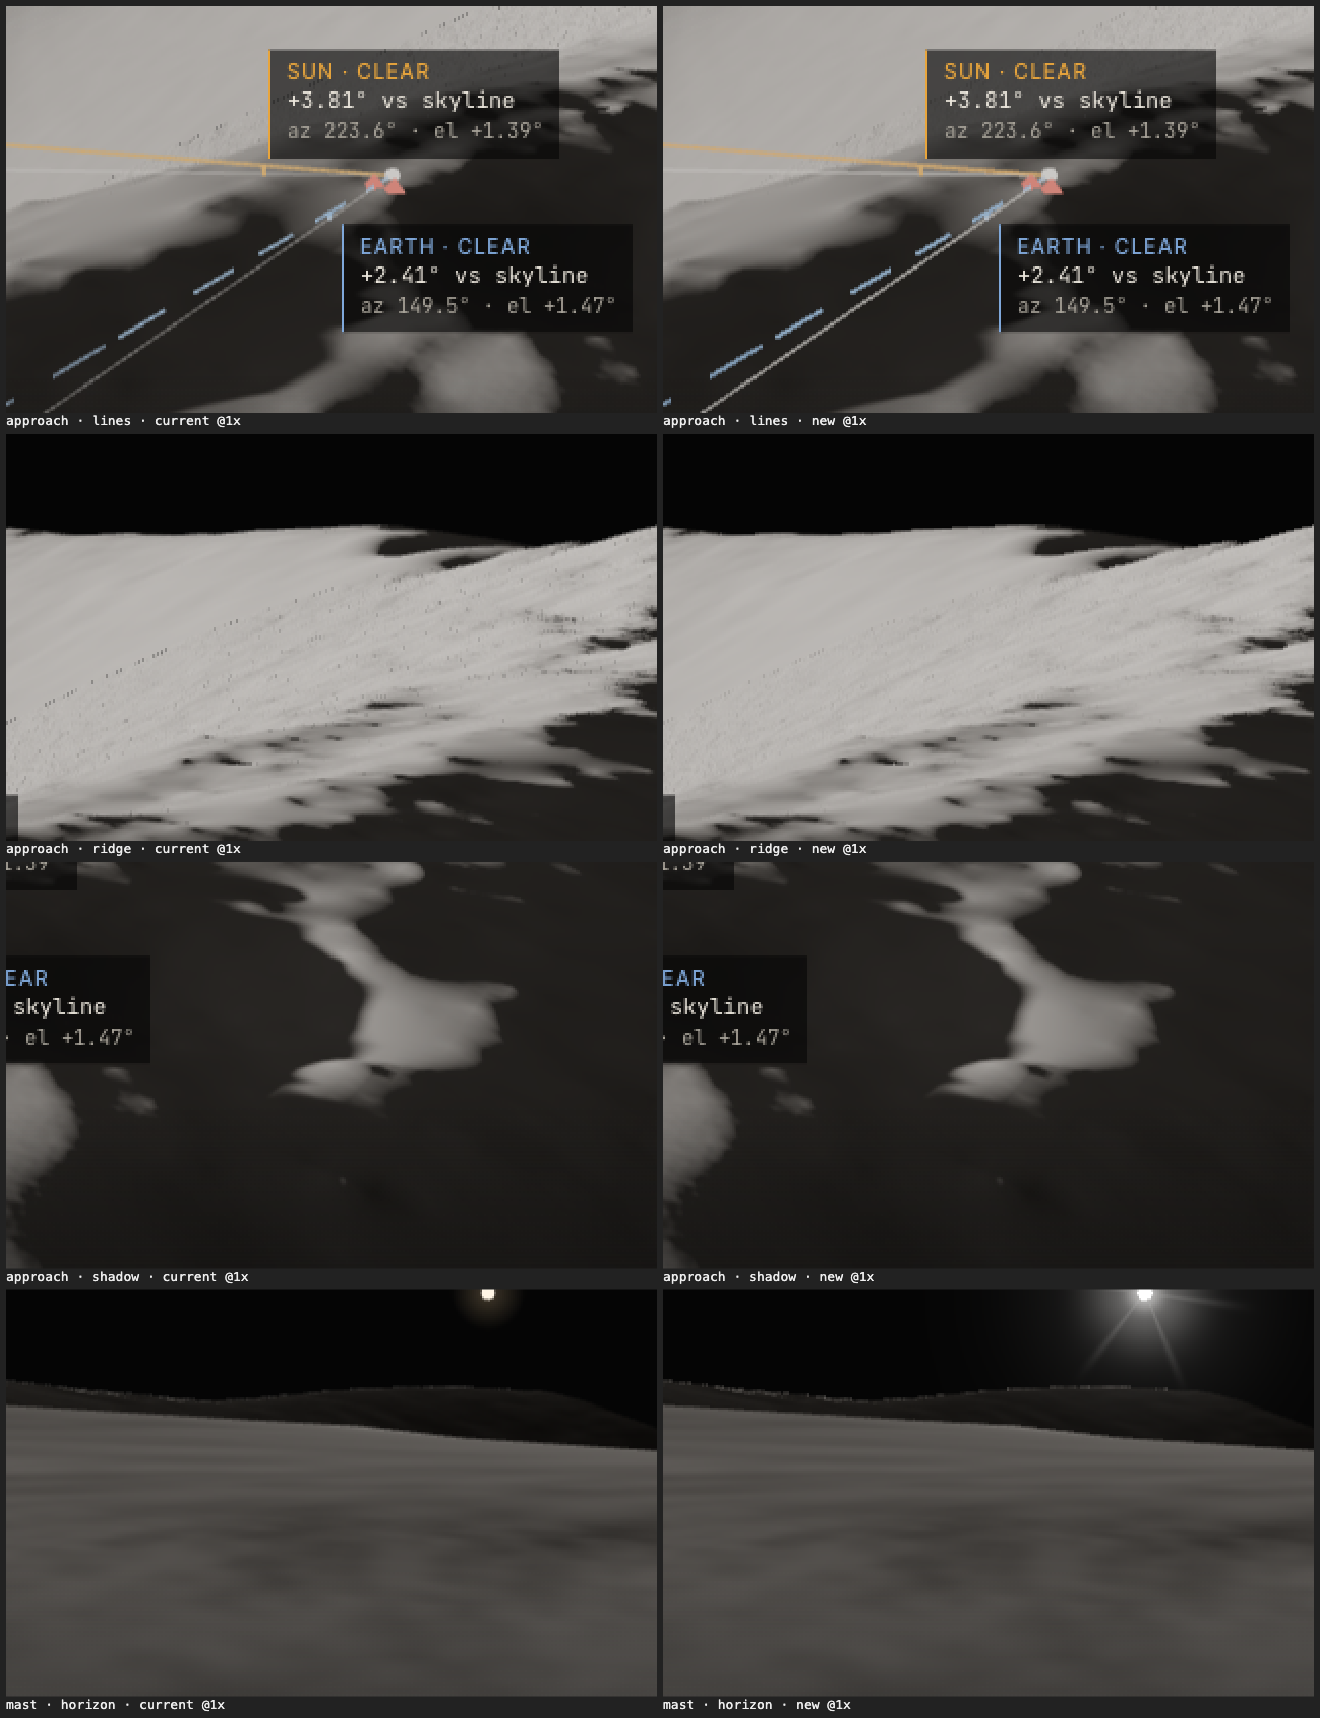 SUN · CLEAR
+3.81° vs skyline
az 223.6° · el +1.39°
EARTH · CLEAR
+2.41° vs skyline
az 149.5° · el +1.47°
approach · lines · current @1x
SUN · CLEAR
+3.81° vs skyline
az 223.6° · el +1.39°
EARTH · CLEAR
+2.41° vs skyline
az 149.5° · el +1.47°
approach · lines · new @1x
approach · ridge · current @1x
approach · ridge · new @1x
1.39
EAR
skyline
· el +1.47°
approach · shadow · current @1x
1.39
EAR
skyline
· el +1.47°
approach · shadow · new @1x
mast · horizon · current @1x
mast · horizon · new @1x